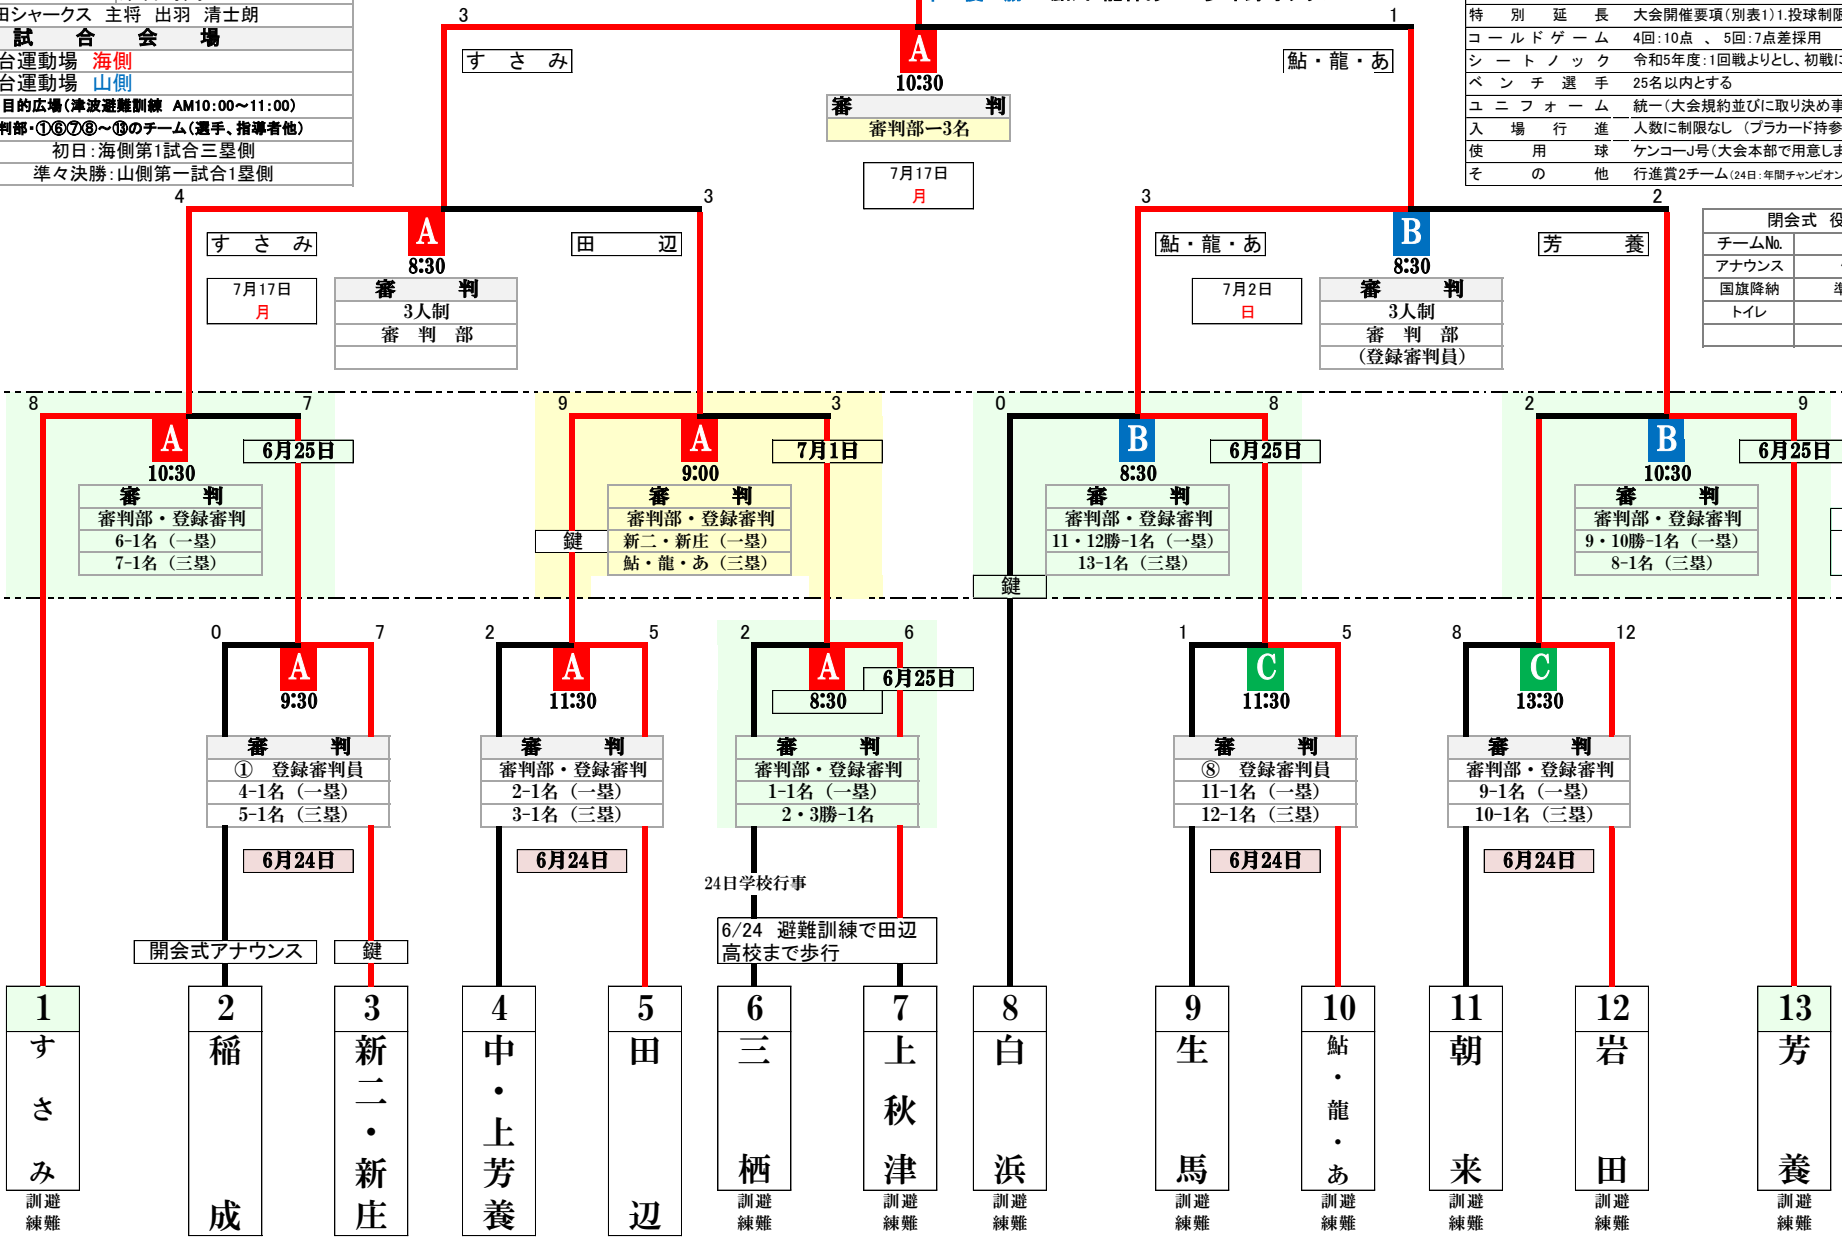 田シャークス 主将 出羽 清士朗
試合会場
台運動場 海側
台運動場 山側
目的広場(津波避難訓練 AM10:00～11:00)
判部・①⑥⑦⑧～⑬のチーム(選手、指導者他)
初日:海側第1試合三塁側
準々決勝:山側第一試合1塁側
特別延長 大会開催要項(別表1)1.投球制限
コールドゲーム 4回:10点 、 5回:7点差採用
シートノック 令和5年度:1回戦よりとし、初戦に
ベンチ選手 25名以内とする
ユニフォーム 統一(大会規約並びに取り決め事
入場行進 人数に制限なし (プラカード持参
使用球 ケンコーJ号(大会本部で用意しま
その他 行進賞2チーム(24日:年間チャンピオン
3 1
すさみ
A
鮎・龍・あ
10:30
審判
審判部ー3名
7月17日
月
4 3
すさみ
A
田辺
8:30
7月17日
月
審判
3人制
審判部
3 2
鮎・龍・あ
B
芳養
8:30
7月2日
日
審判
3人制
審判部
(登録審判員)
閉会式 役
チームNo.
アナウンス
国旗降納
トイレ
8 7
A
6月25日
10:30
審判
審判部・登録審判
6-1名(一塁)
7-1名(三塁)
9 3
A
7月1日
9:00
審判
審判部・登録審判
鍵
新二・新庄(一塁)
鮎・龍・あ(三塁)
0 8
B
6月25日
8:30
審判
審判部・登録審判
11・12勝-1名(一塁)
13-1名(三塁)
鍵
2 9
B
6月25日
10:30
審判
審判部・登録審判
9・10勝-1名(一塁)
8-1名(三塁)
0 7
A
9:30
審判
① 登録審判員
4-1名(一塁)
5-1名(三塁)
6月24日
開会式アナウンス
鍵
2 5
A
11:30
審判
審判部・登録審判
2-1名(一塁)
3-1名(三塁)
6月24日
2 6
A
6月25日
8:30
審判
審判部・登録審判
1-1名(一塁)
2・3勝-1名
24日学校行事
6/24 避難訓練で田辺
高校まで歩行
1 5
C
11:30
審判
⑧ 登録審判員
11-1名(一塁)
12-1名(三塁)
6月24日
8 12
C
13:30
審判
審判部・登録審判
9-1名(一塁)
10-1名(三塁)
6月24日
1
すさみ
訓避
練難
2
稲成
3
新二・新庄
4
中・上芳養
5
田辺
6
三栖
訓避
練難
7
上秋津
訓避
練難
8
白浜
訓避
練難
9
生馬
訓避
練難
10
鮎・龍・あ
訓避
練難
11
朝来
訓避
練難
12
岩田
訓避
練難
13
芳養
訓避
練難